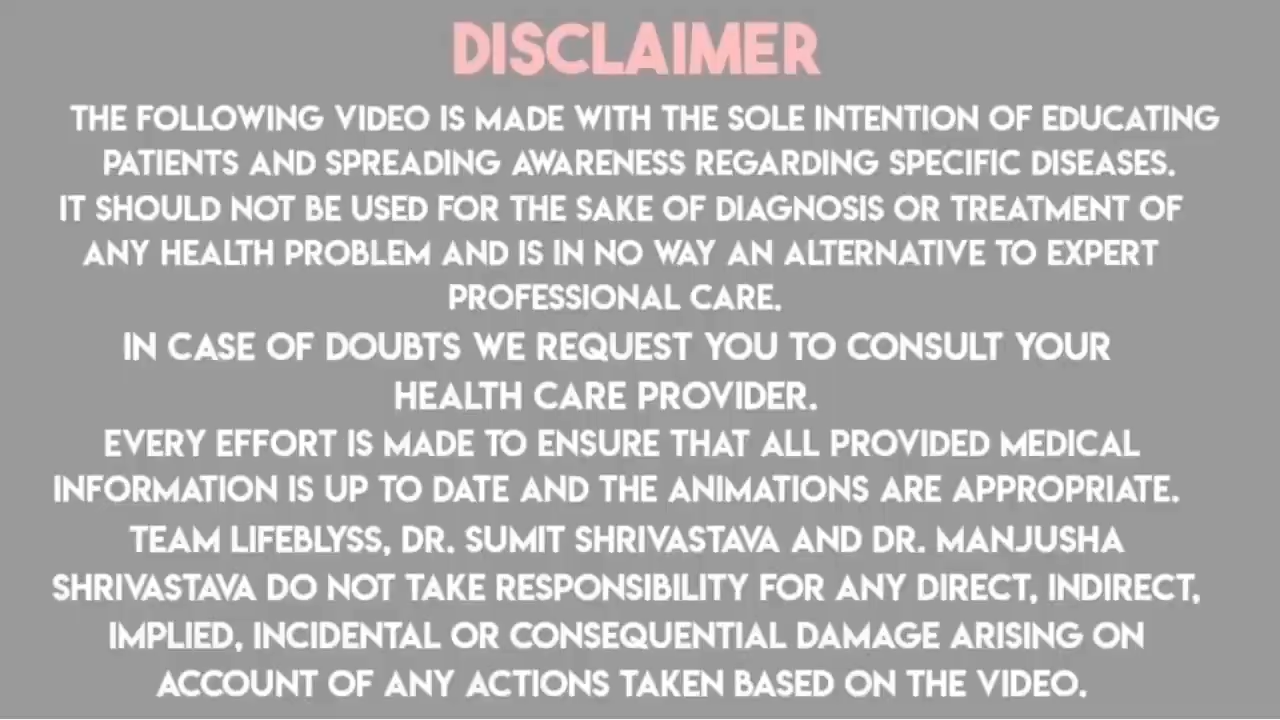 DISCLAIMER
THE FOLLOWING VIDEO IS MADE WITH THE SOLE INTENTION OF EDUCATING
PATIENTS AND SPREADING AWARENESS REGARDING SPECIFIC DISEASES.
IT SHOULD NOT BE USED FOR THE SAKE OF DIAGNOSIS OR TREATMENT OF
ANY HEALTH PROBLEM AND IS IN NO WAY AN ALTERNATIVE TO EXPERT
PROFESSIONAL CARE.
IN CASE OF DOUBTS WE REQUEST YOU TO CONSULT YOUR
HEALTH CARE PROVIDER.
EVERY EFFORT IS MADE TO ENSURE THAT ALL PROVIDED MEDICAL
INFORMATION IS UP TO DATE AND THE ANIMATIONS ARE APPROPRIATE.
TEAM LIFEBLYSS, DR. SUMIT SHRIVASTAVA AND DR. MANJUSHA
SHRIVASTAVA DO NOT TAKE RESPONSIBILITY FOR ANY DIRECT, INDIRECT,
IMPLIED, INCIDENTAL OR CONSEQUENTIAL DAMAGE ARISING ON
ACCOUNT OF ANY ACTIONS TAKEN BASED ON THE VIDEO.